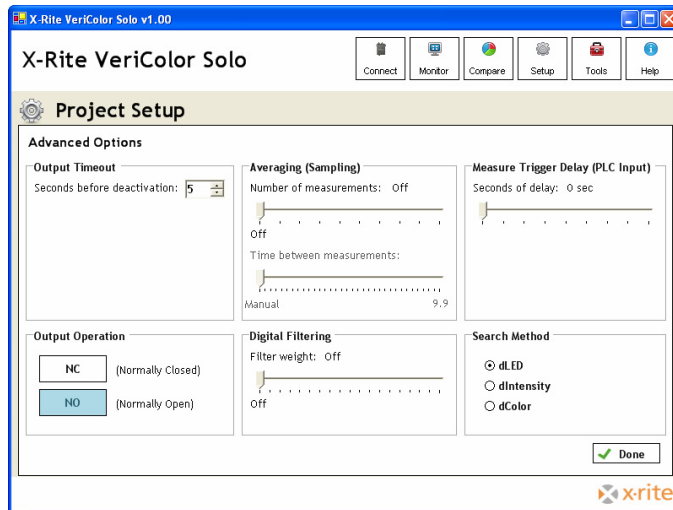 X-Rite VeriColor Solo v1.00
X-Rite VeriColor Solo
Connect
Monitor
Compare
Setup
Tools
Help
Project Setup
Advanced Options
Output Timeout
Seconds before deactivation: 5
Averaging (Sampling)
Number of measurements: Off
Off
Time between measurements:
Manual 9.9
Measure Trigger Delay (PLC Input)
Seconds of delay: 0 sec
Output Operation
NC (Normally Closed)
NO (Normally Open)
Digital Filtering
Filter weight: Off
Off
Search Method
dLED
dIntensity
dColor
Done
x-rite